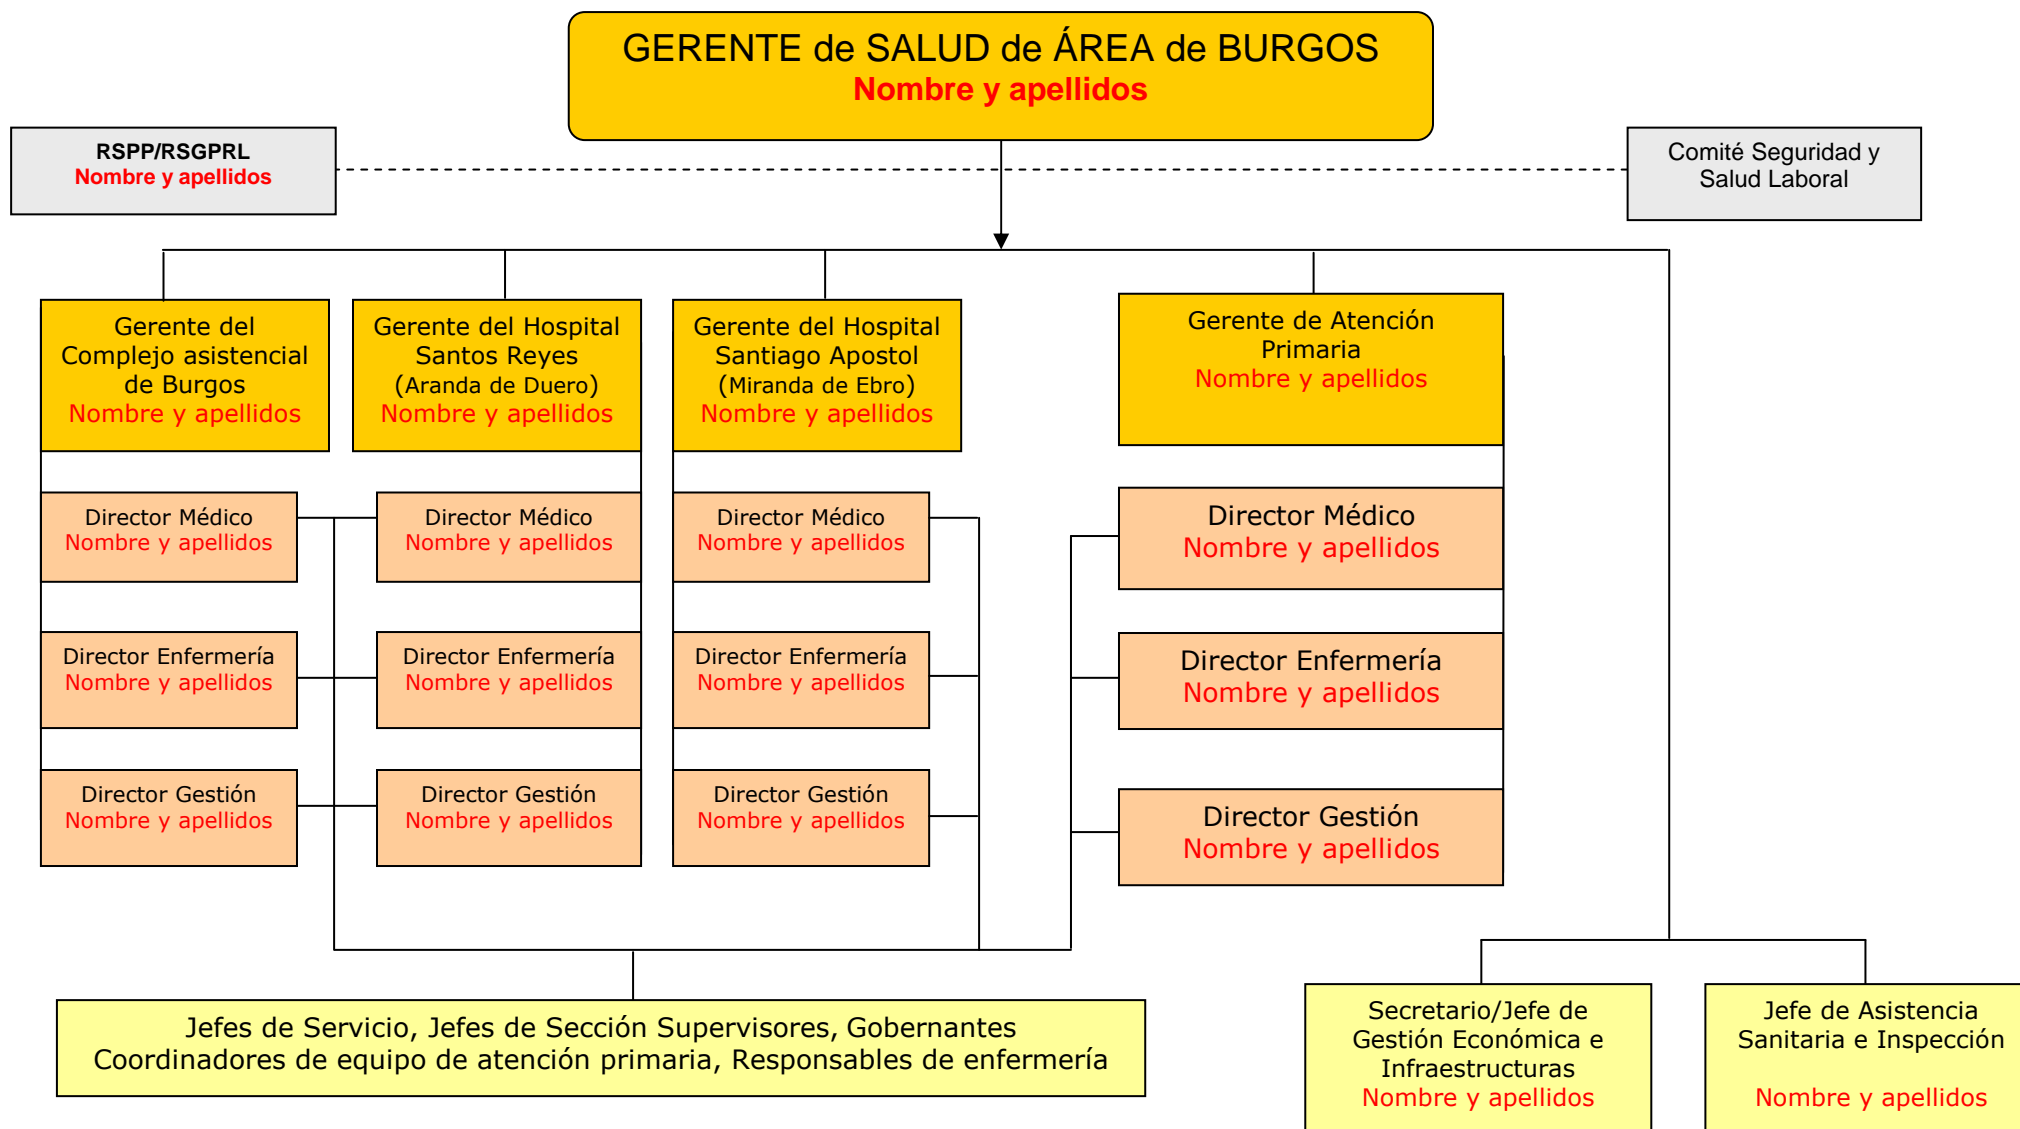 GERENTE de SALUD de ÁREA de BURGOS
Nombre y apellidos
RSPP/RSGPRL
Nombre y apellidos
Comité Seguridad y
Salud Laboral
Gerente del
Complejo asistencial
de Burgos
Nombre y apellidos
Gerente del Hospital
Santos Reyes
(Aranda de Duero)
Nombre y apellidos
Gerente del Hospital
Santiago Apostol
(Miranda de Ebro)
Nombre y apellidos
Gerente de Atención
Primaria
Nombre y apellidos
Director Médico
Nombre y apellidos
Director Médico
Nombre y apellidos
Director Médico
Nombre y apellidos
Director Médico
Nombre y apellidos
Director Enfermería
Nombre y apellidos
Director Enfermería
Nombre y apellidos
Director Enfermería
Nombre y apellidos
Director Enfermería
Nombre y apellidos
Director Gestión
Nombre y apellidos
Director Gestión
Nombre y apellidos
Director Gestión
Nombre y apellidos
Director Gestión
Nombre y apellidos
Jefes de Servicio, Jefes de Sección Supervisores, Gobernantes
Coordinadores de equipo de atención primaria, Responsables de enfermería
Secretario/Jefe de
Gestión Económica e
Infraestructuras
Nombre y apellidos
Jefe de Asistencia
Sanitaria e Inspección
Nombre y apellidos